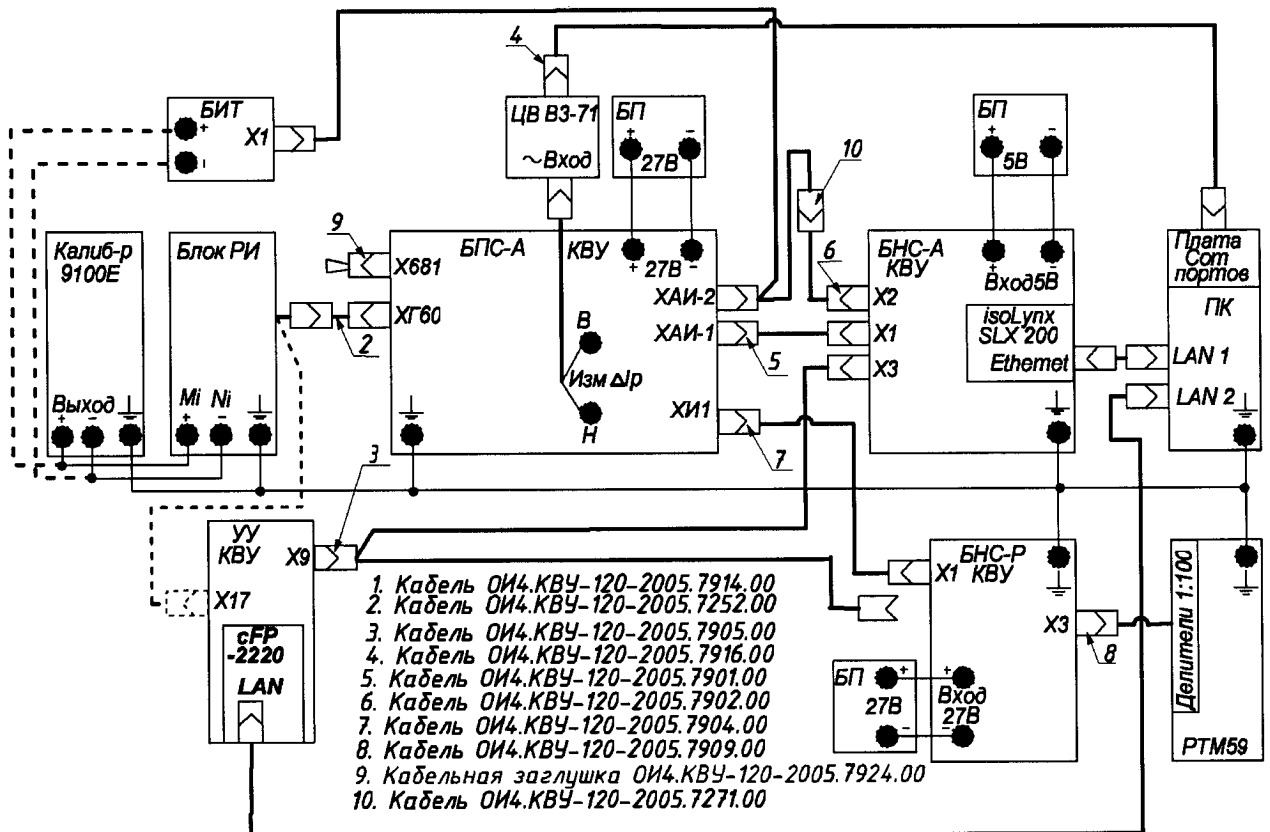 4
БИТ
+
X1
ЦВ В3-71
~Вход
БП
+ -
27В
10
БП
+ -
5В
Калиб-р
9100Е
Выход
+ -
Блок РИ
Mi Ni
+ -
9
X681
ХГ60
2
БПС-А
КВУ
+ 27В -
ХАИ-2
ХАИ-1
В
Изм ΔIp
Н
ХИ1
5
7
6
БНС-А
КВУ
X2
X1
X3
+ -
Вход5В
isoLynx
SLX 200
Ethernet
Плата
Com
портов
ПК
LAN 1
LAN 2
3
УУ
КВУ
X9
X17
cFP
-2220
LAN
БНС-Р
КВУ
X1
X3
8
БП
+ +
27В
Вход
27В
- -
Делители 1:100
РТМ59
1. Кабель ОИ4.КВУ-120-2005.7914.00
2. Кабель ОИ4.КВУ-120-2005.7252.00
3. Кабель ОИ4.КВУ-120-2005.7905.00
4. Кабель ОИ4.КВУ-120-2005.7916.00
5. Кабель ОИ4.КВУ-120-2005.7901.00
6. Кабель ОИ4.КВУ-120-2005.7902.00
7. Кабель ОИ4.КВУ-120-2005.7904.00
8. Кабель ОИ4.КВУ-120-2005.7909.00
9. Кабельная заглушка ОИ4.КВУ-120-2005.7924.00
10. Кабель ОИ4.КВУ-120-2005.7271.00